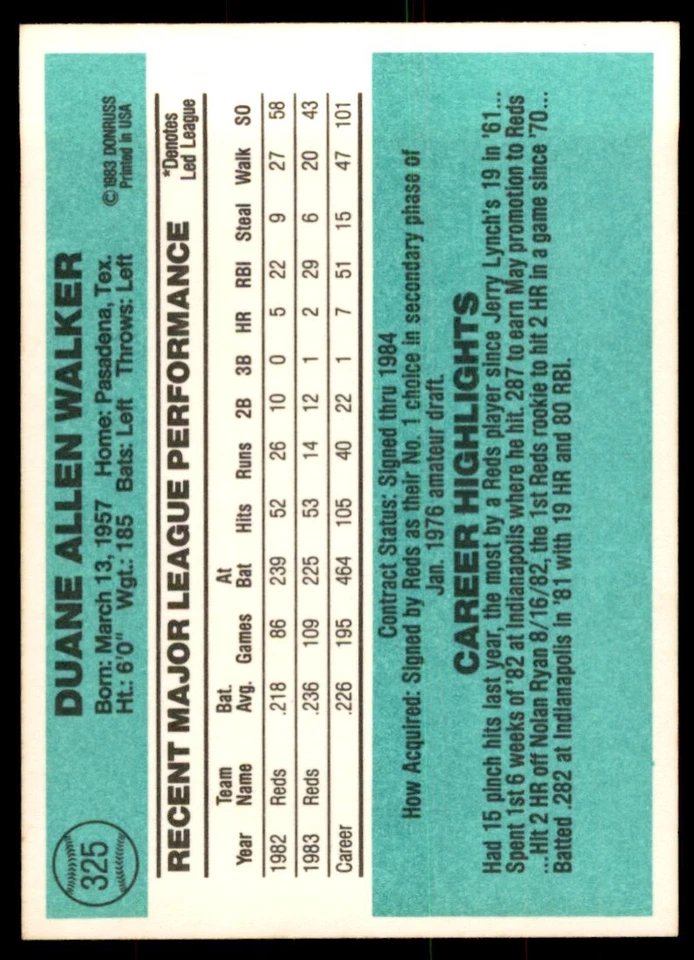 325
DUANE ALLEN WALKER
Born: March 13, 1957 Home: Pasadena, Tex.
Ht.: 6'0" Wgt.: 185 Bats: Left Throws: Left
©1983 DONRUSS
Printed in USA
RECENT MAJOR LEAGUE PERFORMANCE
*Denotes
Led League
Year Team Name Bat. Avg. Games At Bat Hits Runs 2B 3B HR RBI Steal Walk SO
1982 Reds .218 86 239 52 26 10 0 5 22 9 27 58
1983 Reds .236 109 225 53 14 12 1 2 29 6 20 43
Career .226 195 464 105 40 22 1 7 51 15 47 101
Contract Status: Signed thru 1984
How Acquired: Signed by Reds as their No. 1 choice in secondary phase of
Jan. 1976 amateur draft.
CAREER HIGHLIGHTS
Had 15 pinch hits last year, the most by a Reds player since Jerry Lynch's 19 in '61...
Spent 1st 6 weeks of '82 at Indianapolis where he hit. 287 to earn May promotion to Reds
...Hit 2 HR off Nolan Ryan 8/16/82, the 1st Reds rookie to hit 2 HR in a game since '70...
Batted .282 at Indianapolis in '81 with 19 HR and 80 RBI.